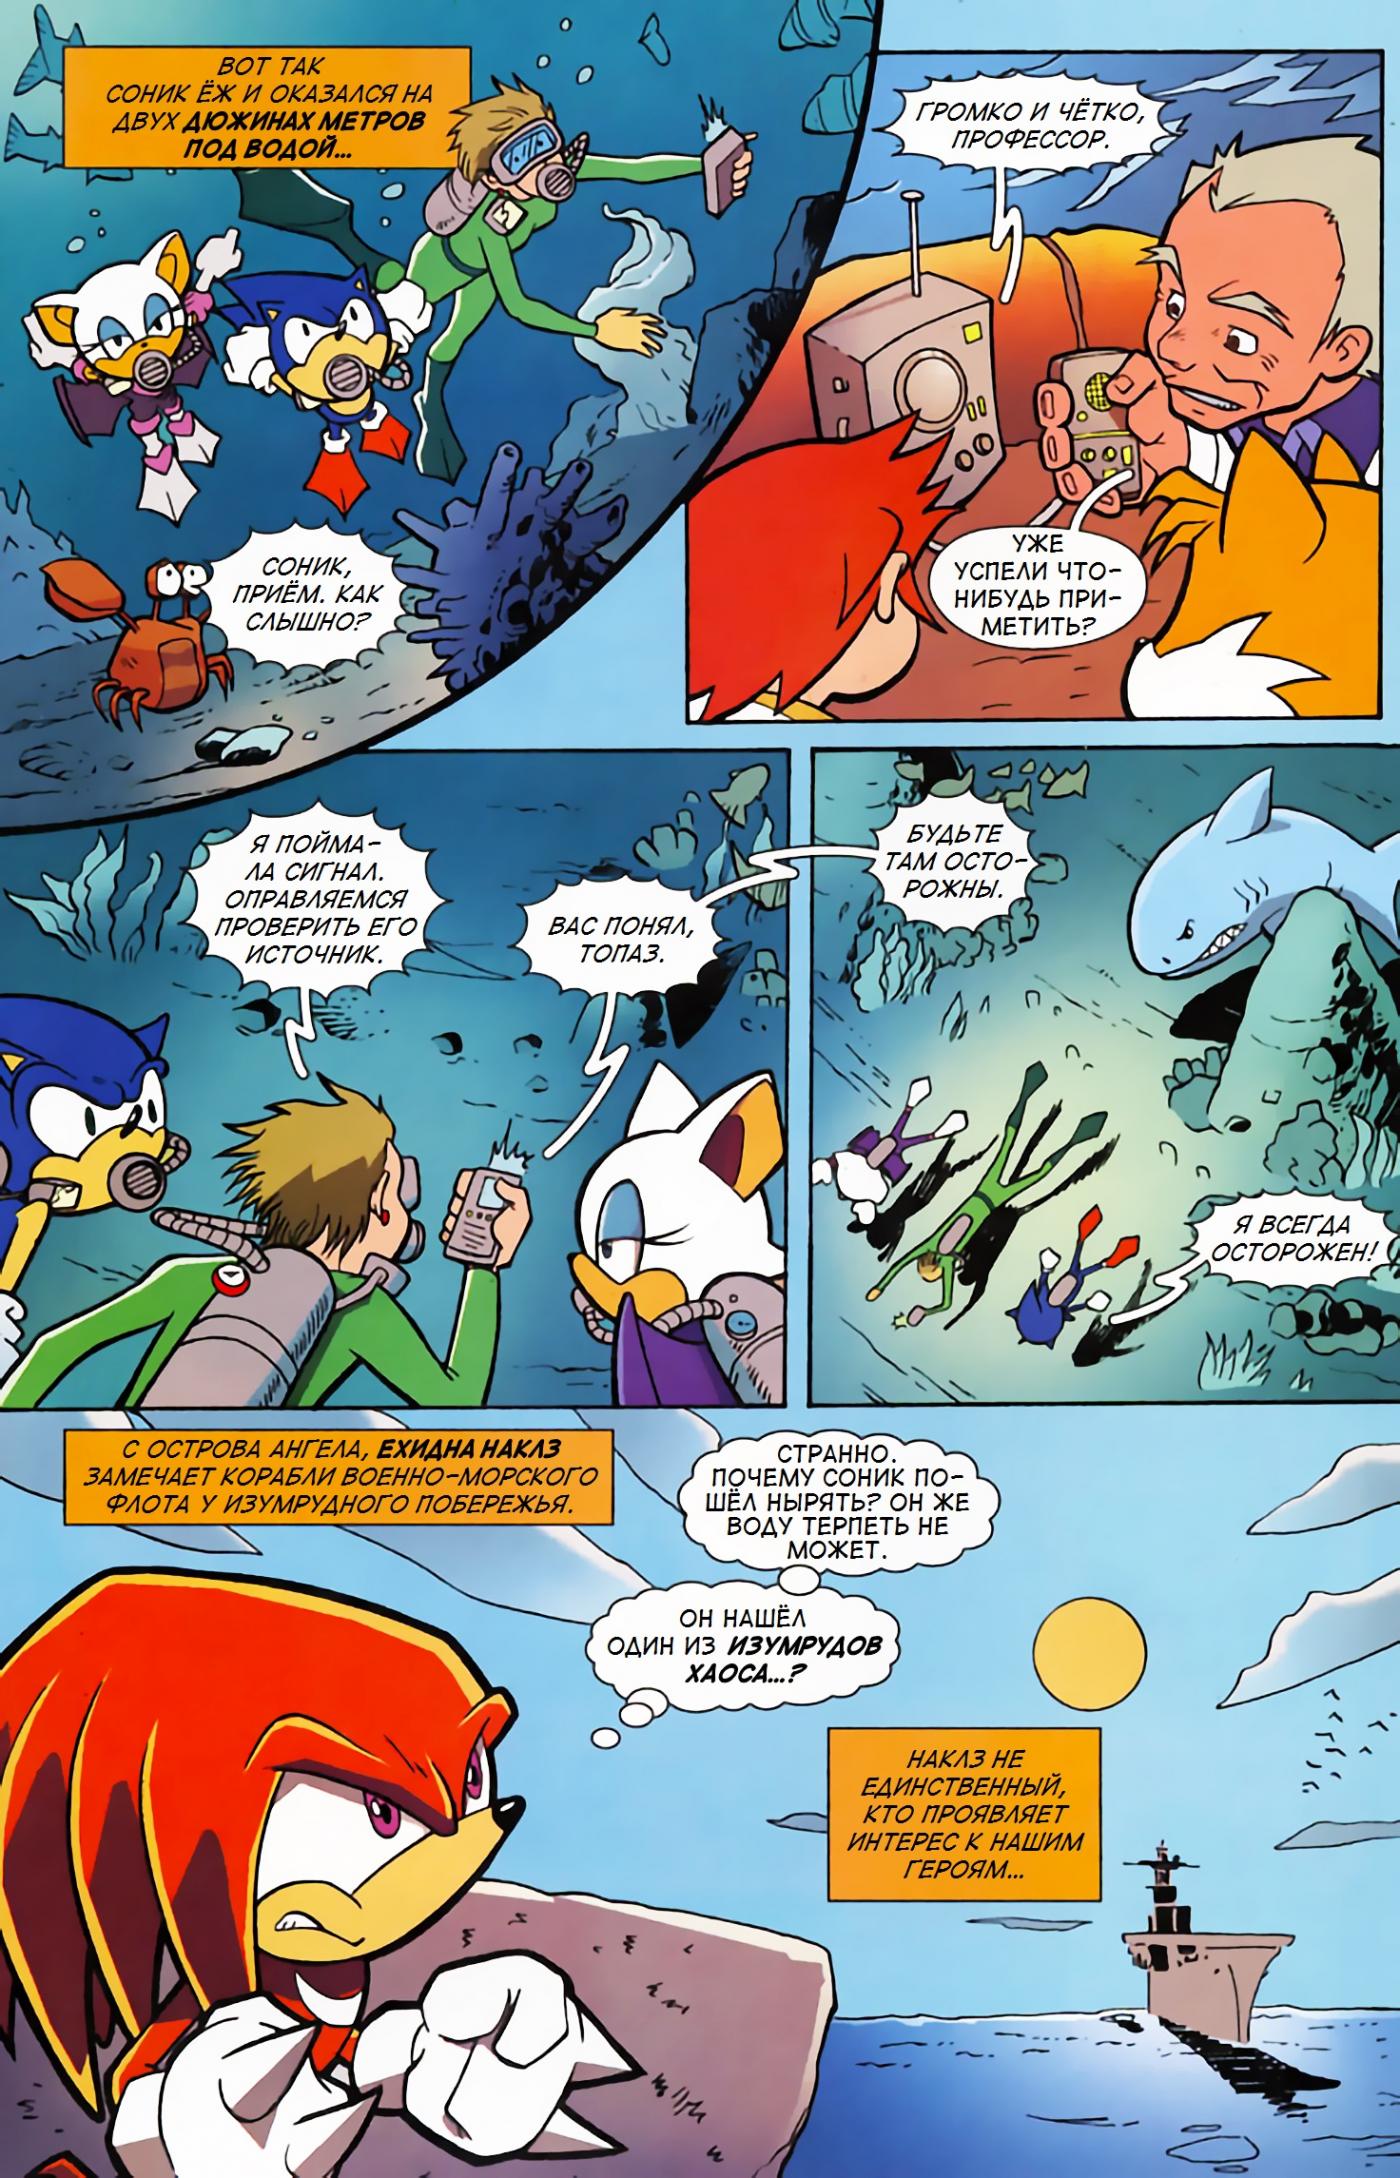 ВОТ ТАК
СОНИК ЁЖ И ОКАЗАЛСЯ НА
ДВУХ ДЮЖИНАХ МЕТРОВ
ПОД ВОДОЙ...
СОНИК,
ПРИЁМ. КАК
СЛЫШНО?
ГРОМКО И ЧЁТКО,
ПРОФЕССОР.
УЖЕ
УСПЕЛИ ЧТО-
НИБУДЬ ПРИ-
МЕТИТЬ?
Я ПОЙМА-
ЛА СИГНАЛ.
ОПРАВЛЯЕМСЯ
ПРОВЕРИТЬ ЕГО
ИСТОЧНИК.
ВАС ПОНЯЛ,
ТОПАЗ.
БУДЬТЕ
ТАМ ОСТО-
РОЖНЫ.
Я ВСЕГДА
ОСТОРОЖЕН!
С ОСТРОВА АНГЕЛА, ЕХИДНА НАКЛЗ
ЗАМЕЧАЕТ КОРАБЛИ ВОЕННО-МОРСКОГО
ФЛОТА У ИЗУМРУДНОГО ПОБЕРЕЖЬЯ.
СТРАННО.
ПОЧЕМУ СОНИК ПО-
ШЁЛ НЫРЯТЬ? ОН ЖЕ
ВОДУ ТЕРПЕТЬ НЕ
МОЖЕТ.
ОН НАШЁЛ
ОДИН ИЗ ИЗУМРУДОВ
ХАОСА...?
НАКЛЗ НЕ
ЕДИНСТВЕННЫЙ,
КТО ПРОЯВЛЯЕТ
ИНТЕРЕС К НАШИМ
ГЕРОЯМ...